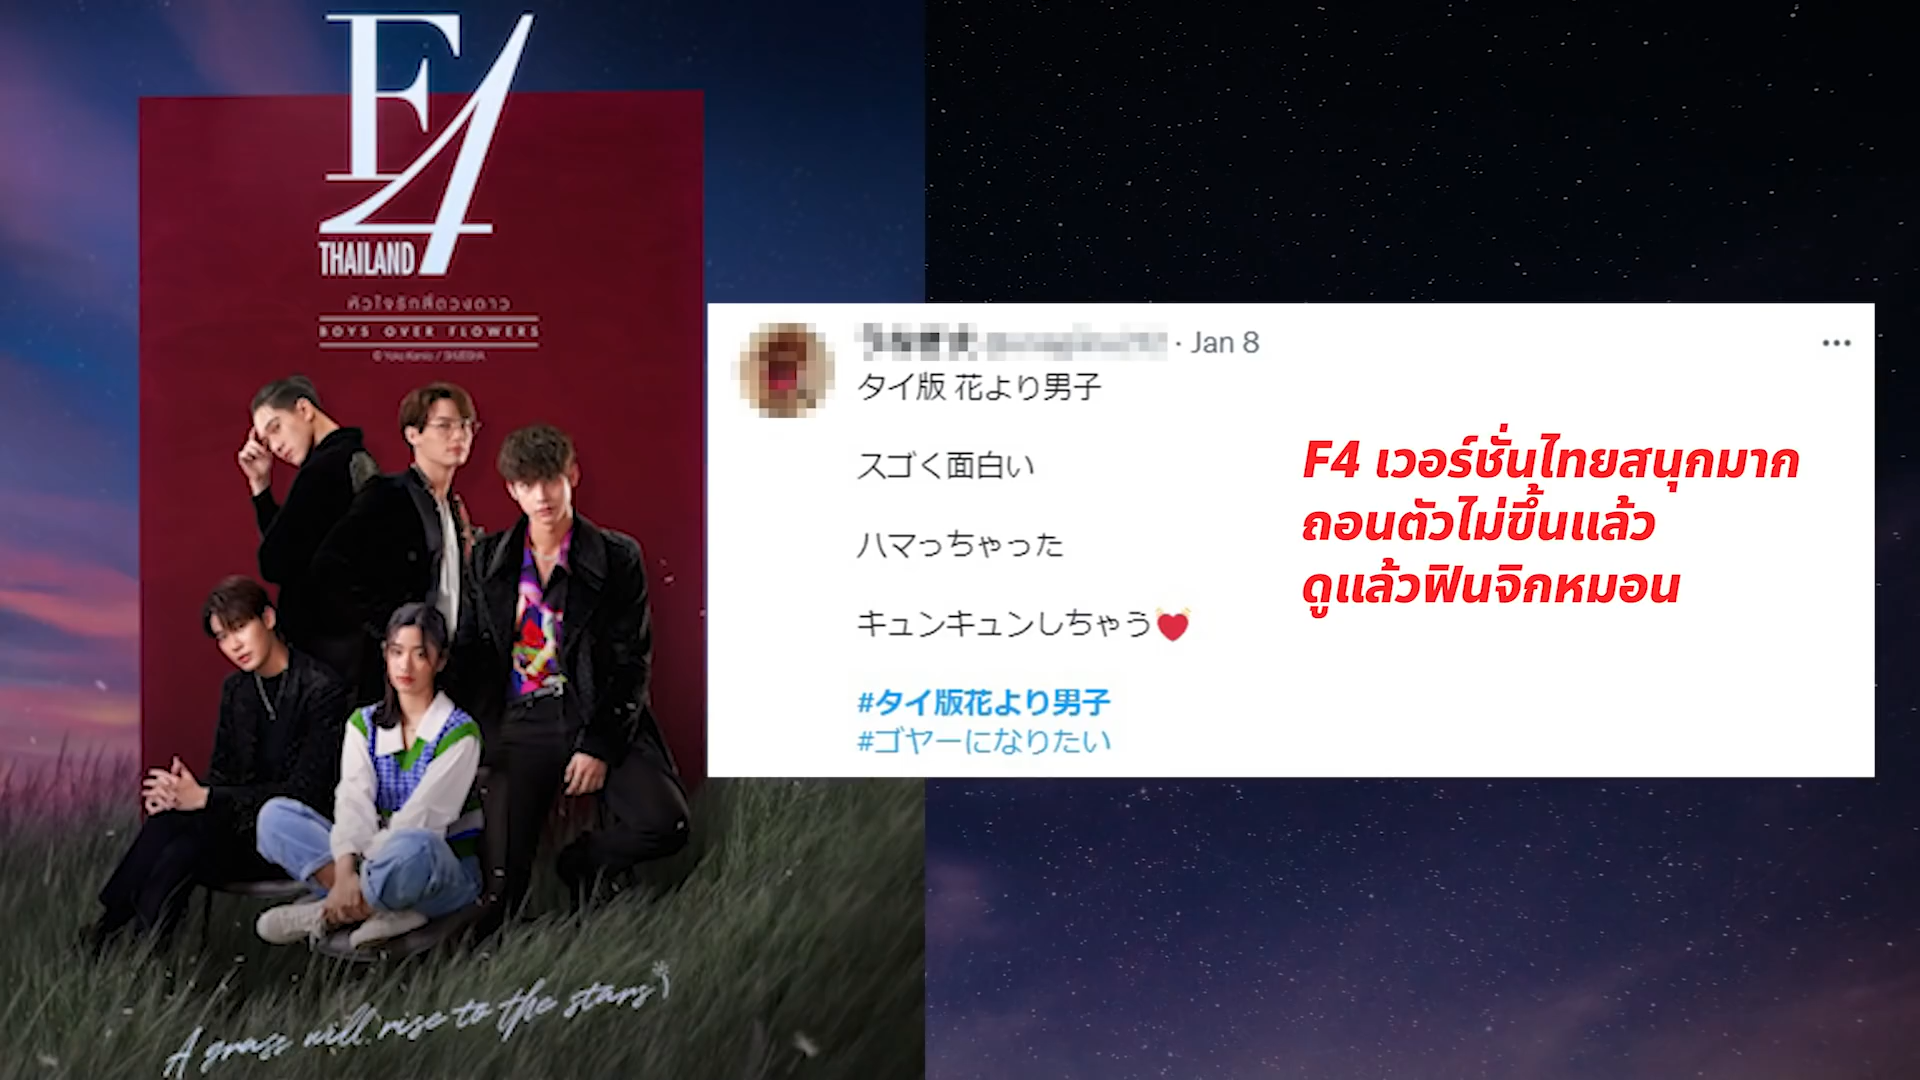 F4
THAILAND
หัวใจรักสี่ดวงดาว
BOYS OVER FLOWERS
© Yoko Kamio / SHUEISHA
A grass will rise to the stars
· Jan 8
タイ版 花より男子
スゴく面白い
ハマっちゃった
キュンキュンしちゃう💓
#タイ版花より男子
#ゴヤーになりたい
F4 เวอร์ชั่นไทยสนุกมาก
ถอนตัวไม่ขึ้นแล้ว
ดูแล้วฟินจิกหมอน